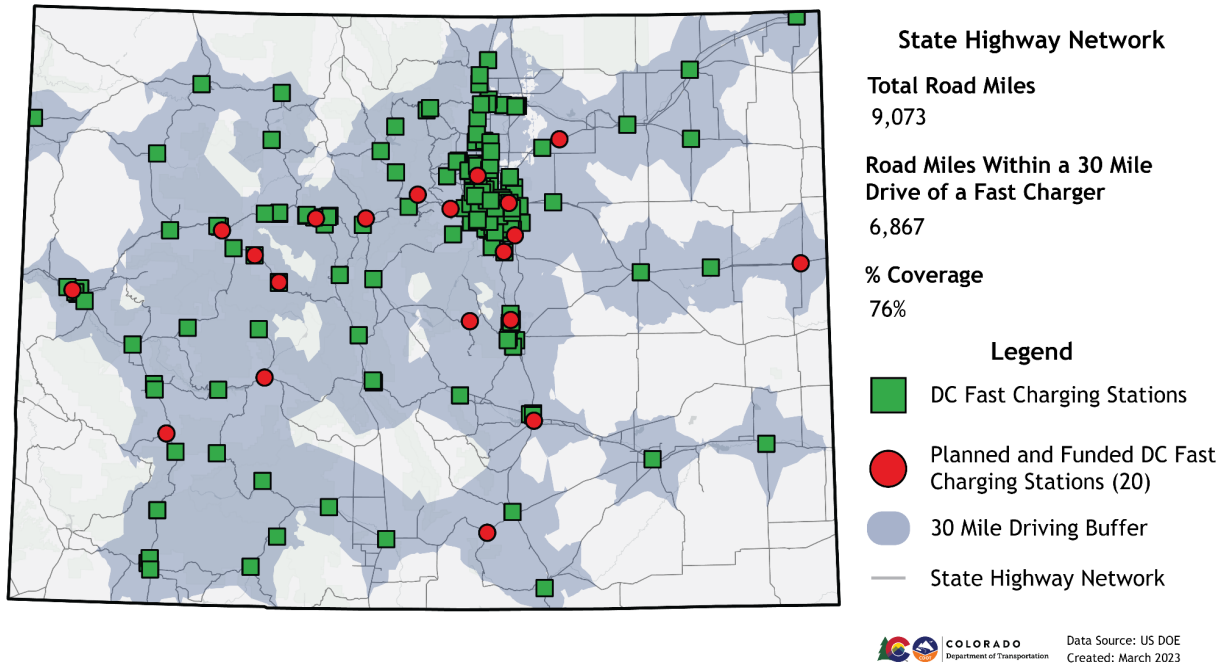 State Highway Network
Total Road Miles
9,073
Road Miles Within a 30 Mile
Drive of a Fast Charger
6,867
% Coverage
76%
Legend
DC Fast Charging Stations
Planned and Funded DC Fast
Charging Stations (20)
30 Mile Driving Buffer
State Highway Network
COLORADO
Department of Transportation
Data Source: US DOE
Created: March 2023